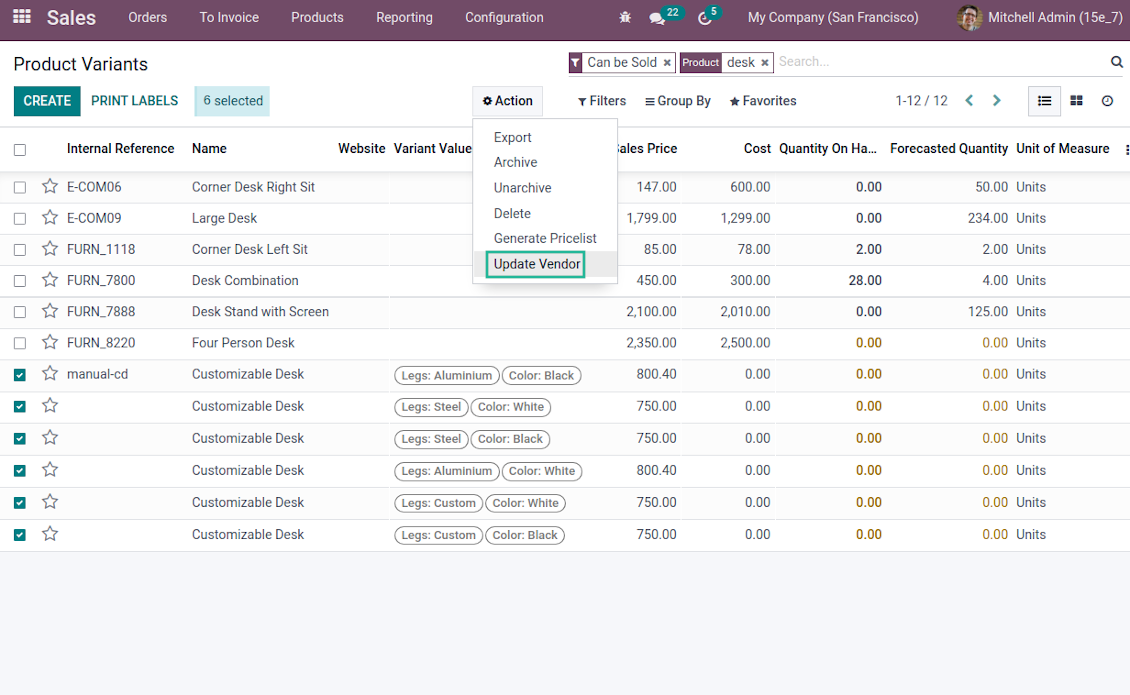 Sales Orders To Invoice Products Reporting Configuration 22 5 My Company (San Francisco) Mitchell Admin (15e_7)
Product Variants Can be Sold × Product desk × Search...
CREATE PRINT LABELS 6 selected Action Filters Group By Favorites 1-12 / 12
Export
Archive
Unarchive
Delete
Generate Pricelist
Update Vendor
Internal Reference Name Website Variant Value ales Price Cost Quantity On Ha... Forecasted Quantity Unit of Measure
E-COM06 Corner Desk Right Sit 147.00 600.00 0.00 50.00 Units
E-COM09 Large Desk 1,799.00 1,299.00 0.00 234.00 Units
FURN_1118 Corner Desk Left Sit 85.00 78.00 2.00 2.00 Units
FURN_7800 Desk Combination 450.00 300.00 28.00 4.00 Units
FURN_7888 Desk Stand with Screen 2,100.00 2,010.00 0.00 125.00 Units
FURN_8220 Four Person Desk 2,350.00 2,500.00 0.00 0.00 Units
manual-cd Customizable Desk Legs: Aluminium Color: Black 800.40 0.00 0.00 0.00 Units
Customizable Desk Legs: Steel Color: White 750.00 0.00 0.00 0.00 Units
Customizable Desk Legs: Steel Color: Black 750.00 0.00 0.00 0.00 Units
Customizable Desk Legs: Aluminium Color: White 800.40 0.00 0.00 0.00 Units
Customizable Desk Legs: Custom Color: White 750.00 0.00 0.00 0.00 Units
Customizable Desk Legs: Custom Color: Black 750.00 0.00 0.00 0.00 Units